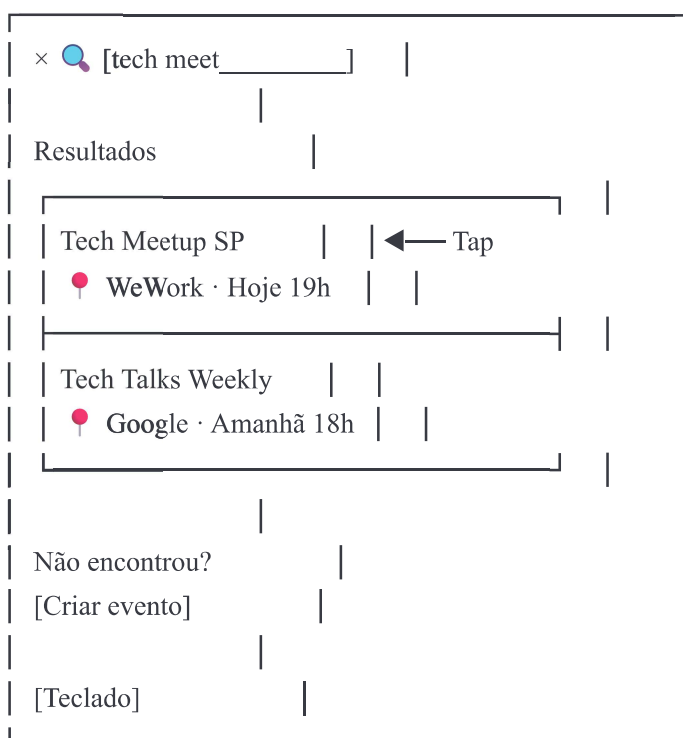 × 🔍 [tech meet_________]
Resultados
Tech Meetup SP ◀── Tap
📍 WeWork · Hoje 19h
Tech Talks Weekly
📍 Google · Amanhã 18h
Não encontrou?
[Criar evento]
[Teclado]